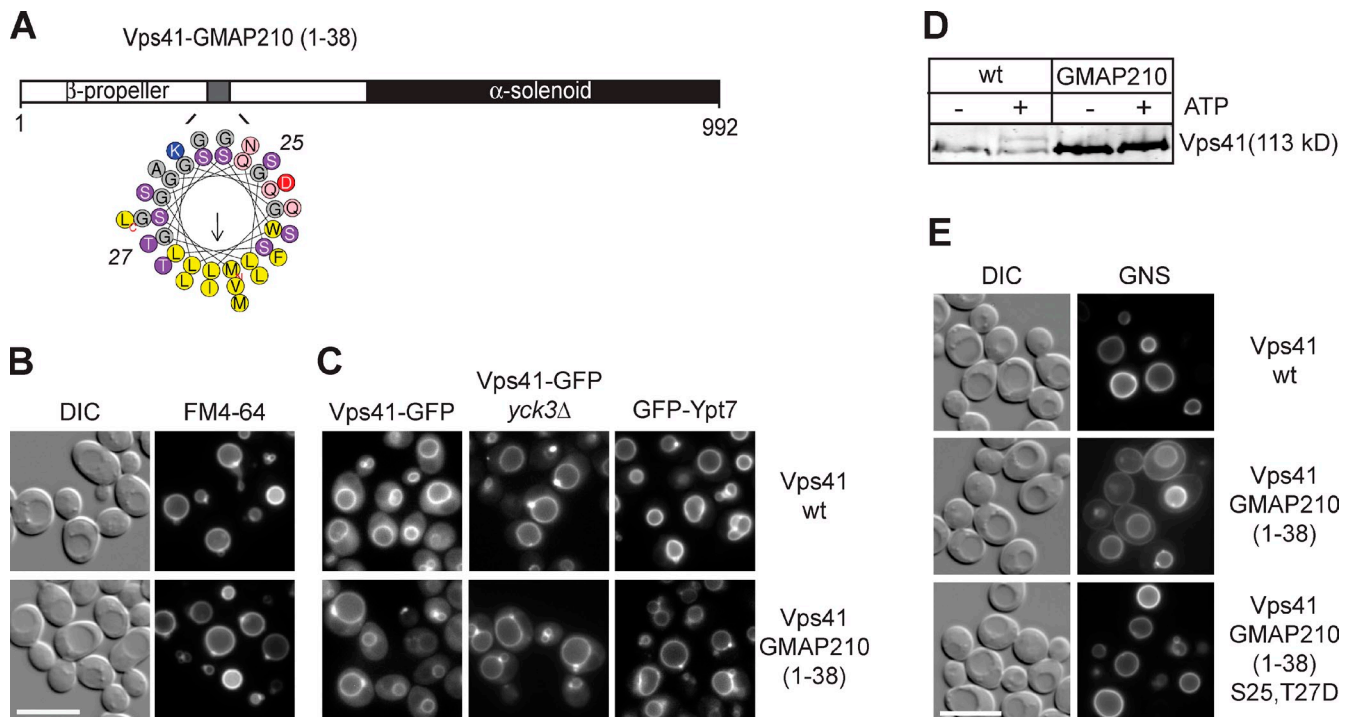 A
Vps41-GMAP210 (1-38)
β-propeller
α-solenoid
1
992
G G N
K S S Q S 25
A G G G Q D
S G G Q
L G S W S
27 T G S F
T L L L M L L
L I V
M
D
wt GMAP210
- + - + ATP
Vps41(113 kD)
B
DIC FM4-64
C
Vps41-GFP
Vps41-GFP
yck3Δ
GFP-Ypt7
Vps41
wt
Vps41
GMAP210
(1-38)
E
DIC GNS
Vps41
wt
Vps41
GMAP210
(1-38)
Vps41
GMAP210
(1-38)
S25,T27D